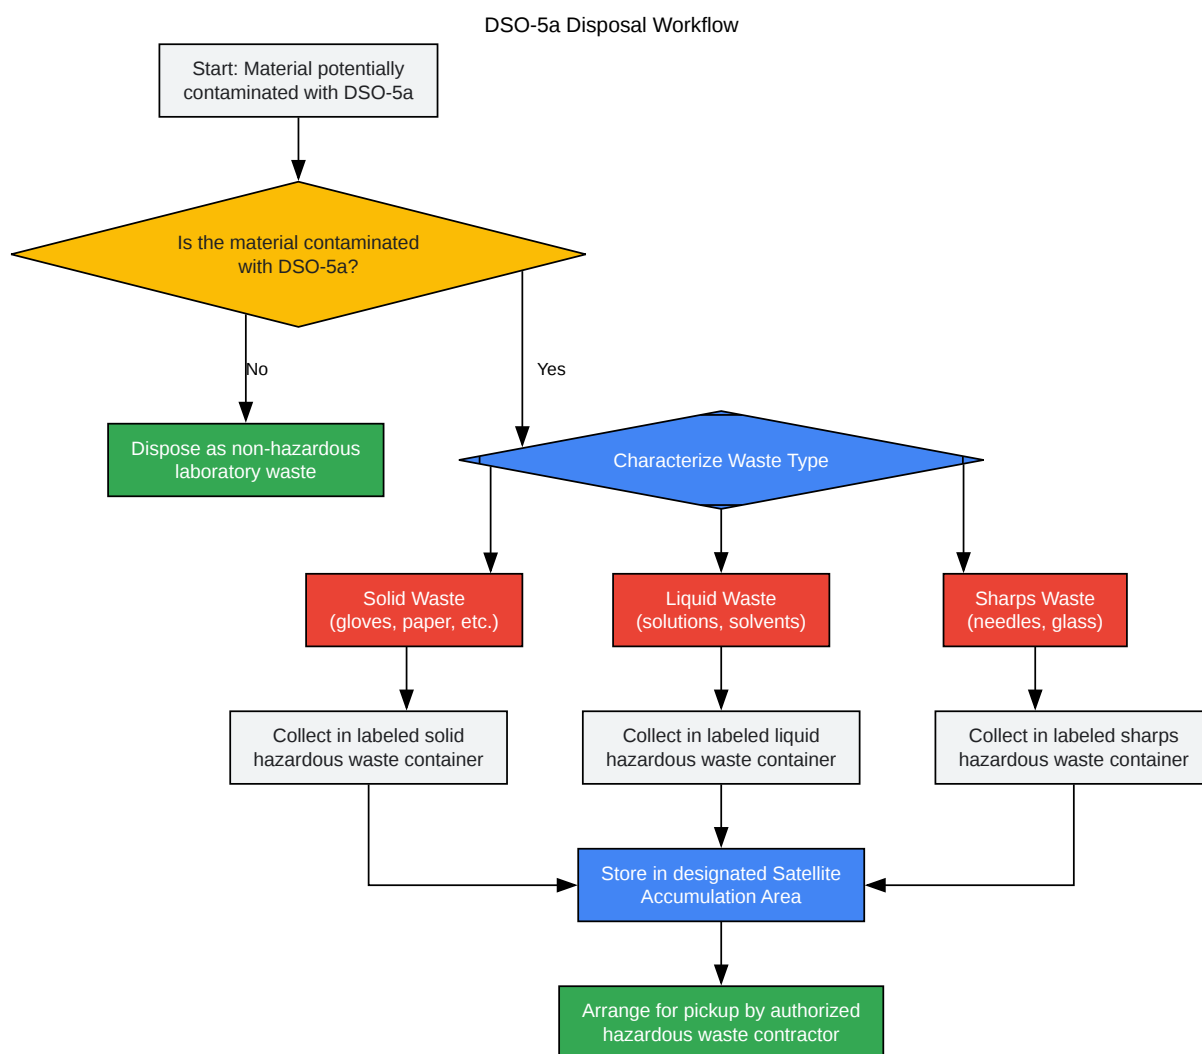 DSO-5a Disposal Workflow
Start: Material potentially
contaminated with DSO-5a
Is the material contaminated
with DSO-5a?
No
Yes
Dispose as non-hazardous
laboratory waste
Characterize Waste Type
Solid Waste
(gloves, paper, etc.)
Liquid Waste
(solutions, solvents)
Sharps Waste
(needles, glass)
Collect in labeled solid
hazardous waste container
Collect in labeled liquid
hazardous waste container
Collect in labeled sharps
hazardous waste container
Store in designated Satellite
Accumulation Area
Arrange for pickup by authorized
hazardous waste contractor